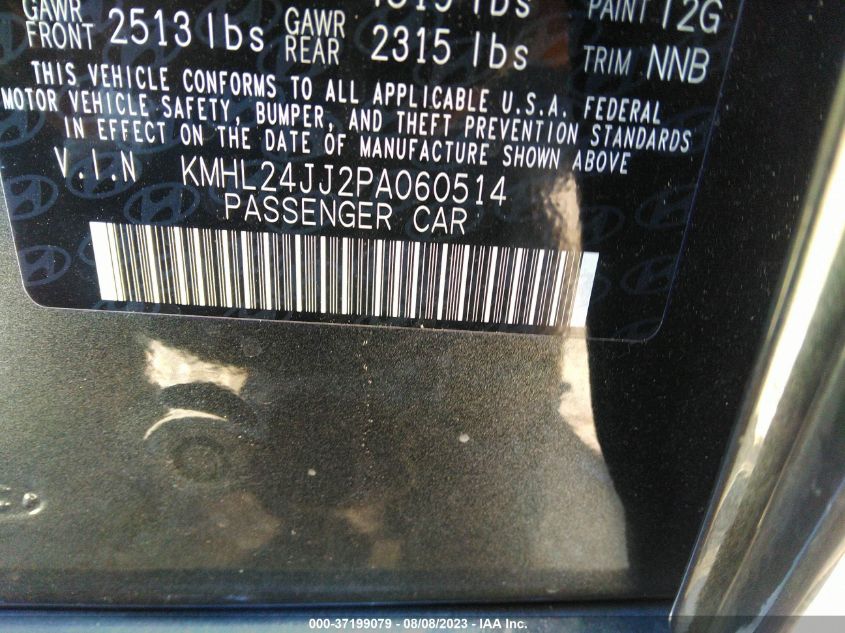 GAWR GAWR PAINT
FRONT 2513 lbs REAR 2315 lbs TRIM NNB
THIS VEHICLE CONFORMS TO ALL APPLICABLE U.S.A. FEDERAL
MOTOR VEHICLE SAFETY, BUMPER, AND THEFT PREVENTION STANDARDS
IN EFFECT ON THE DATE OF MANUFACTURE SHOWN ABOVE
V.I.N KMHL24JJ2PA060514
PASSENGER CAR
000-37199079 - 08/08/2023 - IAA Inc.